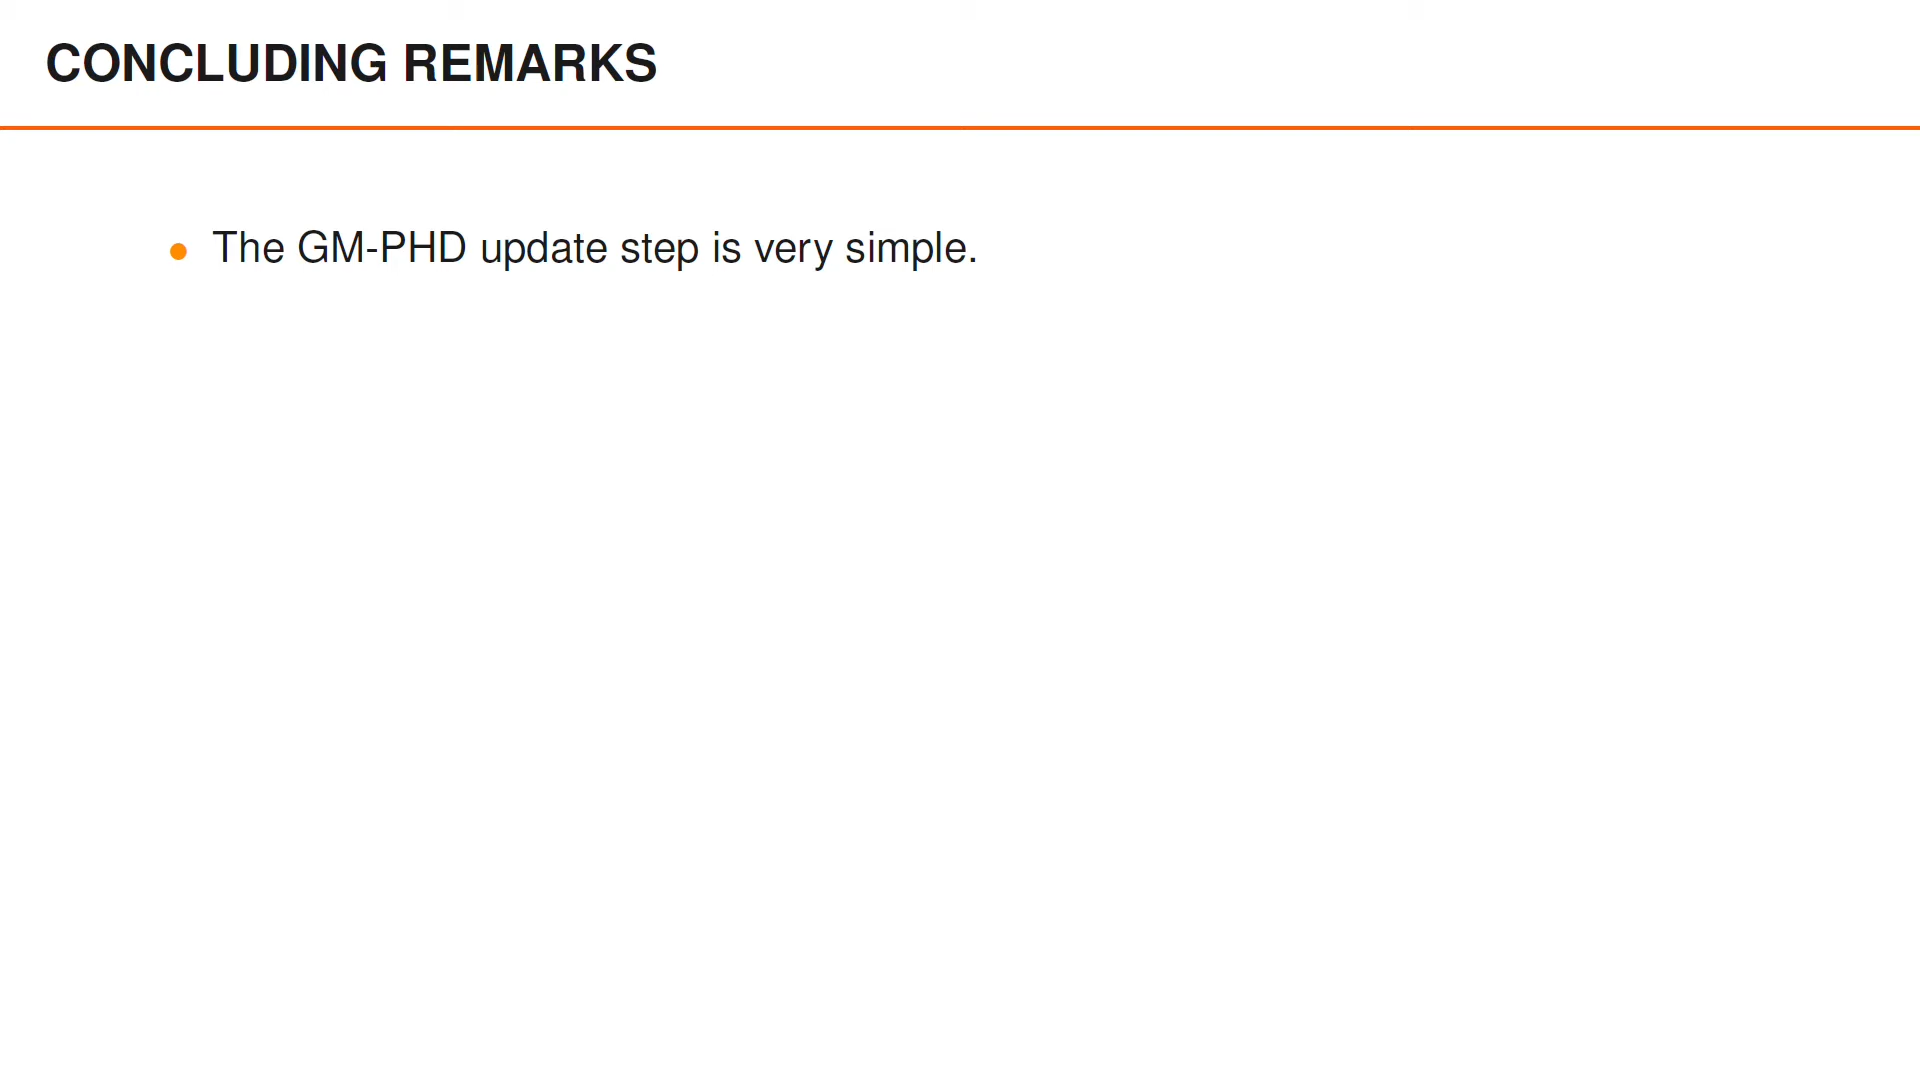 CONCLUDING REMARKS
The GM-PHD update step is very simple.